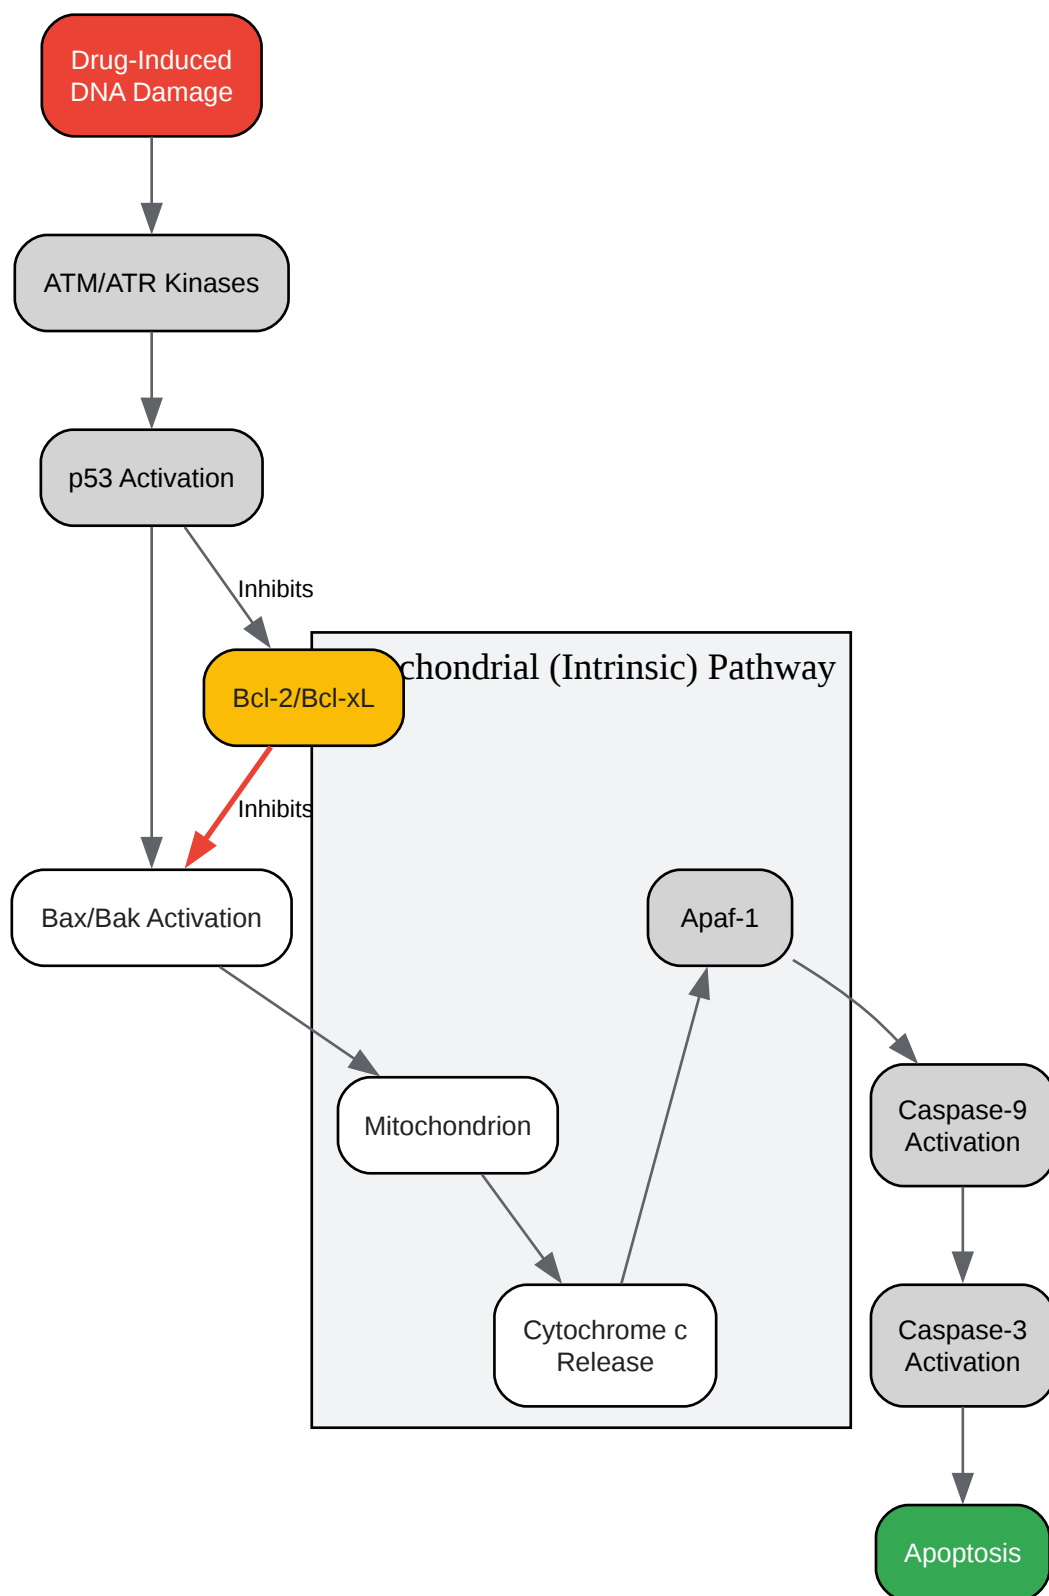 Drug-Induced
DNA Damage
ATM/ATR Kinases
p53 Activation
Inhibits
chondrial (Intrinsic) Pathway
Bcl-2/Bcl-xL
Inhibits
Bax/Bak Activation
Apaf-1
Mitochondrion
Caspase-9
Activation
Cytochrome c
Release
Caspase-3
Activation
Apoptosis